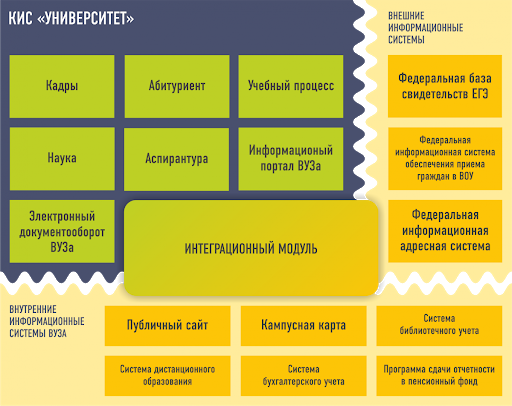 КИС «УНИВЕРСИТЕТ»
Кадры
Абитуриент
Учебный процесс
Наука
Аспирантура
Информационый
портал ВУЗа
Электронный
документооборот
ВУЗа
ИНТЕГРАЦИОННЫЙ МОДУЛЬ
ВНЕШНИЕ
ИНФОРМАЦИОННЫЕ
СИСТЕМЫ
Федеральная база
свидетельств ЕГЭ
Федеральная
информационная система
обеспечения приема
граждан в ВОУ
Федеральная
информационная
адресная система
ВНУТРЕННИЕ
ИНФОРМАЦИОННЫЕ
СИСТЕМЫ ВУЗА
Публичный сайт
Кампусная карта
Система
библиотечного учета
Система дистанционного
образования
Система
бухгалтерского учета
Программа сдачи отчетности
в пенсионный фонд